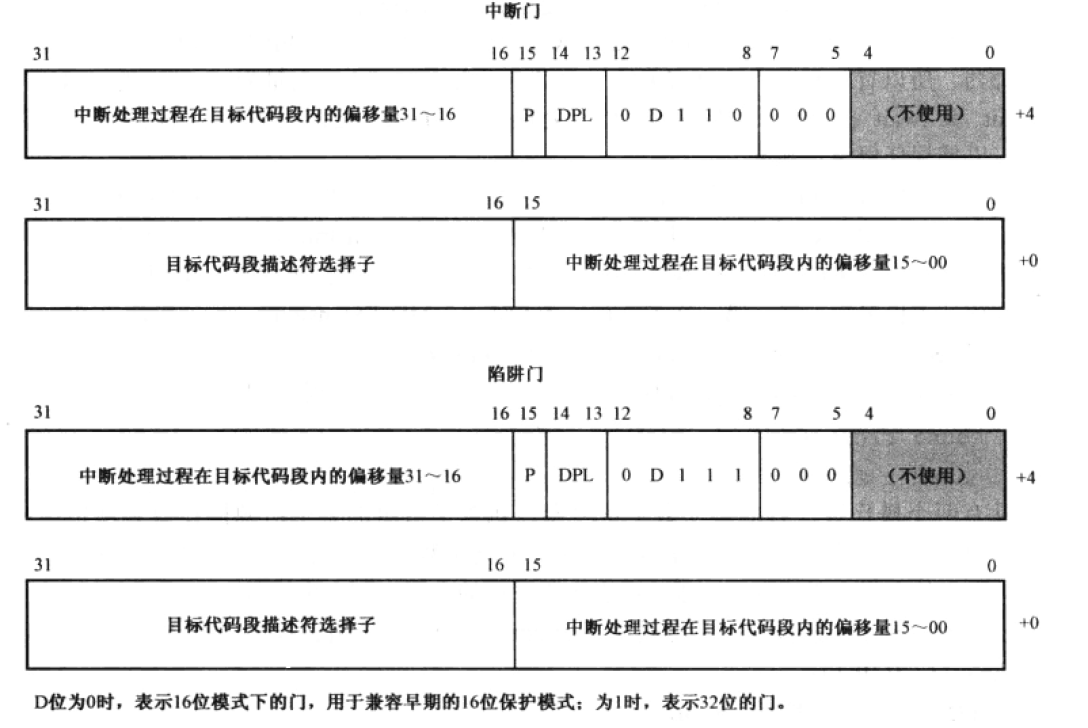 中断门
31 16 15 14 13 12 8 7 5 4 0
中断处理过程在目标代码段内的偏移量31～16 P DPL 0 D 1 1 0 0 0 0 （不使用） +4
31 16 15 0
目标代码段描述符选择子 中断处理过程在目标代码段内的偏移量15～00 +0
陷阱门
31 16 15 14 13 12 8 7 5 4 0
中断处理过程在目标代码段内的偏移量31～16 P DPL 0 D 1 1 1 0 0 0 （不使用） +4
31 16 15 0
目标代码段描述符选择子 中断处理过程在目标代码段内的偏移量15～00 +0
D位为0时，表示16位模式下的门，用于兼容早期的16位保护模式；为1时，表示32位的门。